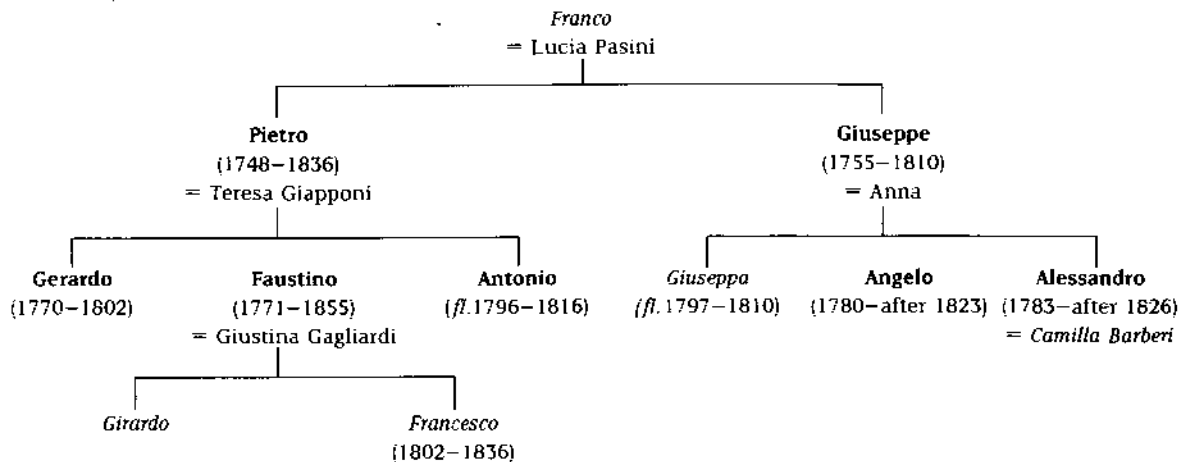 Franco
= Lucia Pasini
Pietro Giuseppe
(1748–1836) (1755–1810)
= Teresa Giapponi = Anna
Gerardo Faustino Antonio Giuseppa Angelo Alessandro
(1770–1802) (1771–1855) (fl.1796–1816) (fl.1797–1810) (1780–after 1823) (1783–after 1826)
= Giustina Gagliardi = Camilla Barberi
Girardo Francesco
(1802–1836)